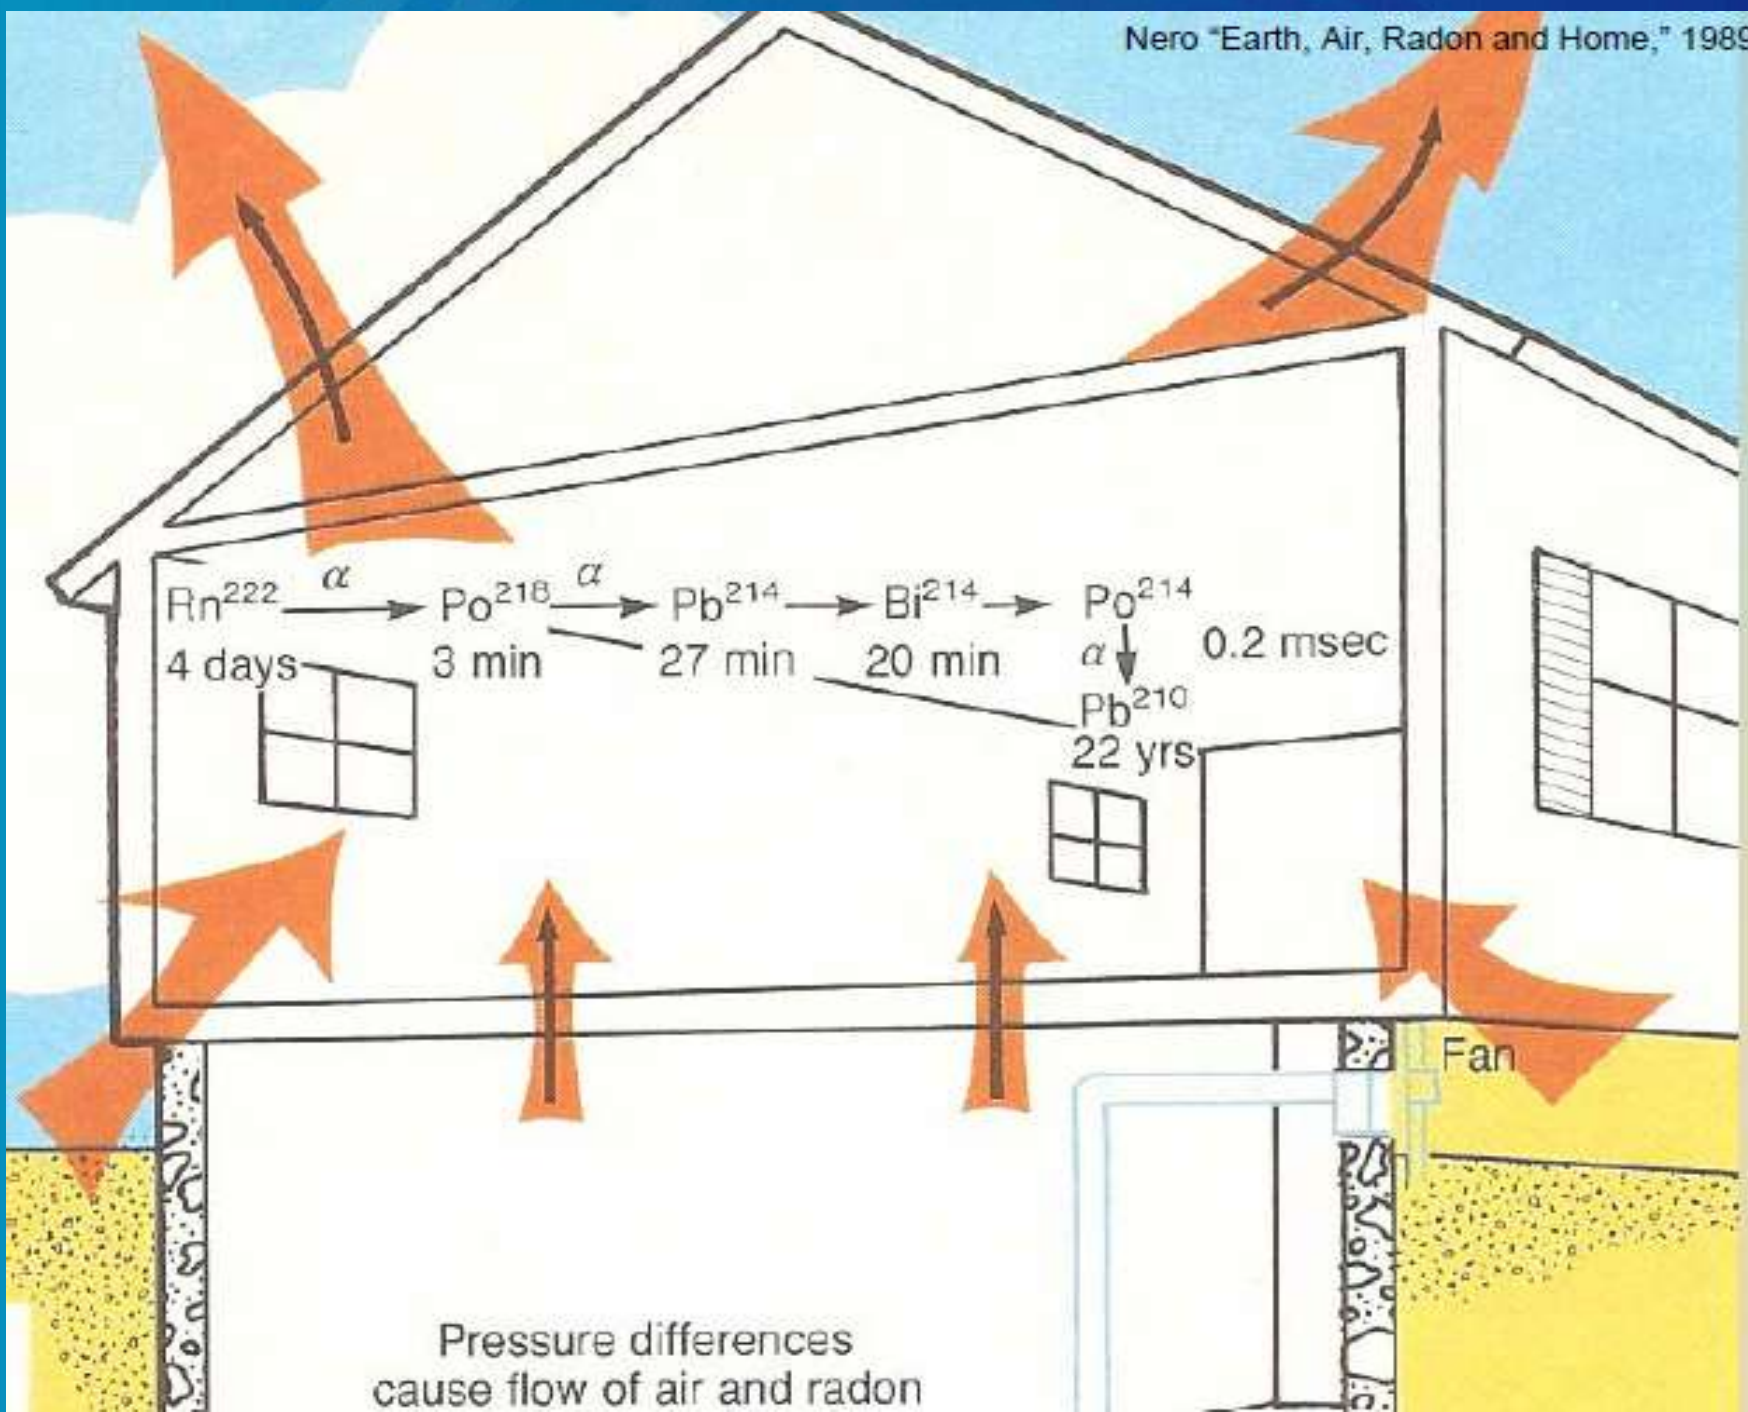 Nero “Earth, Air, Radon and Home,” 1989
α α
Rn²²² → Po²¹⁸ → Pb²¹⁴ → Bi²¹⁴ → Po²¹⁴
4 days 3 min 27 min 20 min α 0.2 msec
Pb²¹⁰
22 yrs
Fan
Pressure differences
cause flow of air and radon